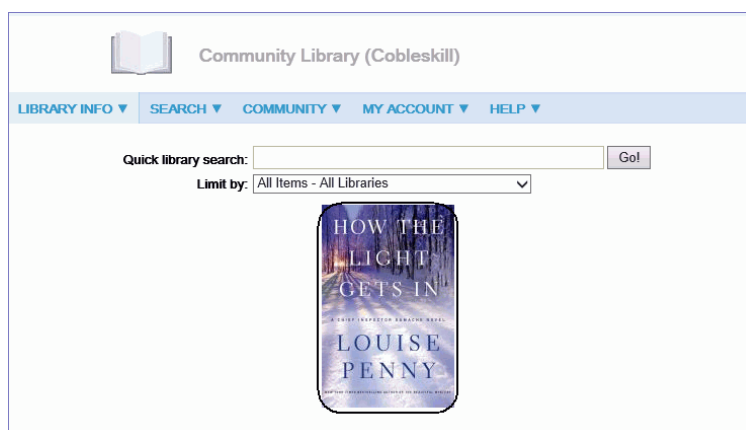 Community Library (Cobleskill)
LIBRARY INFO ▼ SEARCH ▼ COMMUNITY ▼ MY ACCOUNT ▼ HELP ▼
Quick library search: Go!
Limit by: All Items - All Libraries
HOW THE
LIGHT
GETS IN
A CHIEF INSPECTOR GAMACHE NOVEL
LOUISE
PENNY